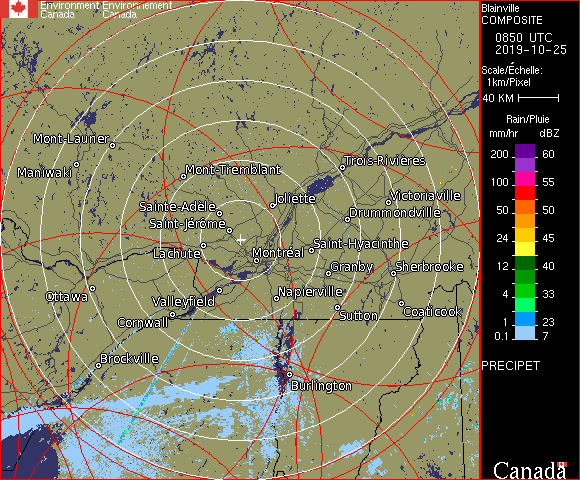 Environment Environnement
Canada Canada
Blainville
COMPOSITE
0850 UTC
2019-10-25
Scale/Échelle:
1km/Pixel
40 KM
Rain/Pluie
mm/hr dBZ
200 60
100 55
50 50
24 45
12 40
4 33
1 23
0.1 7
PRECIPET
Canada
Mont-Laurier
Maniwaki
Mont-Tremblant
Trois-Rivières
Joliette
Victoriaville
Sainte-Adèle
Drummondville
Saint-Jérôme
Lachute
Saint-Hyacinthe
Montréal
Granby
Sherbrooke
Ottawa
Valleyfield
Napierville
Cornwall
Sutton
Coaticook
Brockville
Burlington